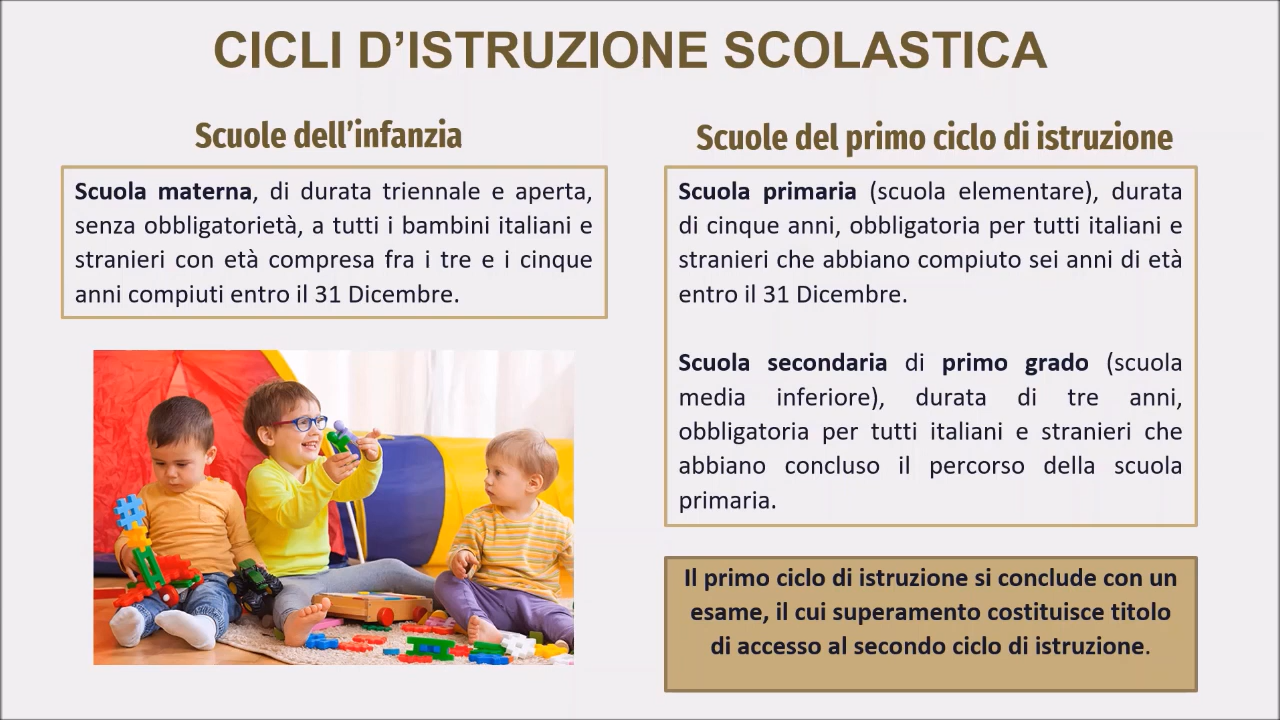 CICLI D’ISTRUZIONE SCOLASTICA
Scuole dell’infanzia
Scuola materna, di durata triennale e aperta,
senza obbligatorietà, a tutti i bambini italiani e
stranieri con età compresa fra i tre e i cinque
anni compiuti entro il 31 Dicembre.
Scuole del primo ciclo di istruzione
Scuola primaria (scuola elementare), durata
di cinque anni, obbligatoria per tutti italiani e
stranieri che abbiano compiuto sei anni di età
entro il 31 Dicembre.
Scuola secondaria di primo grado (scuola
media inferiore), durata di tre anni,
obbligatoria per tutti italiani e stranieri che
abbiano concluso il percorso della scuola
primaria.
Il primo ciclo di istruzione si conclude con un
esame, il cui superamento costituisce titolo
di accesso al secondo ciclo di istruzione.